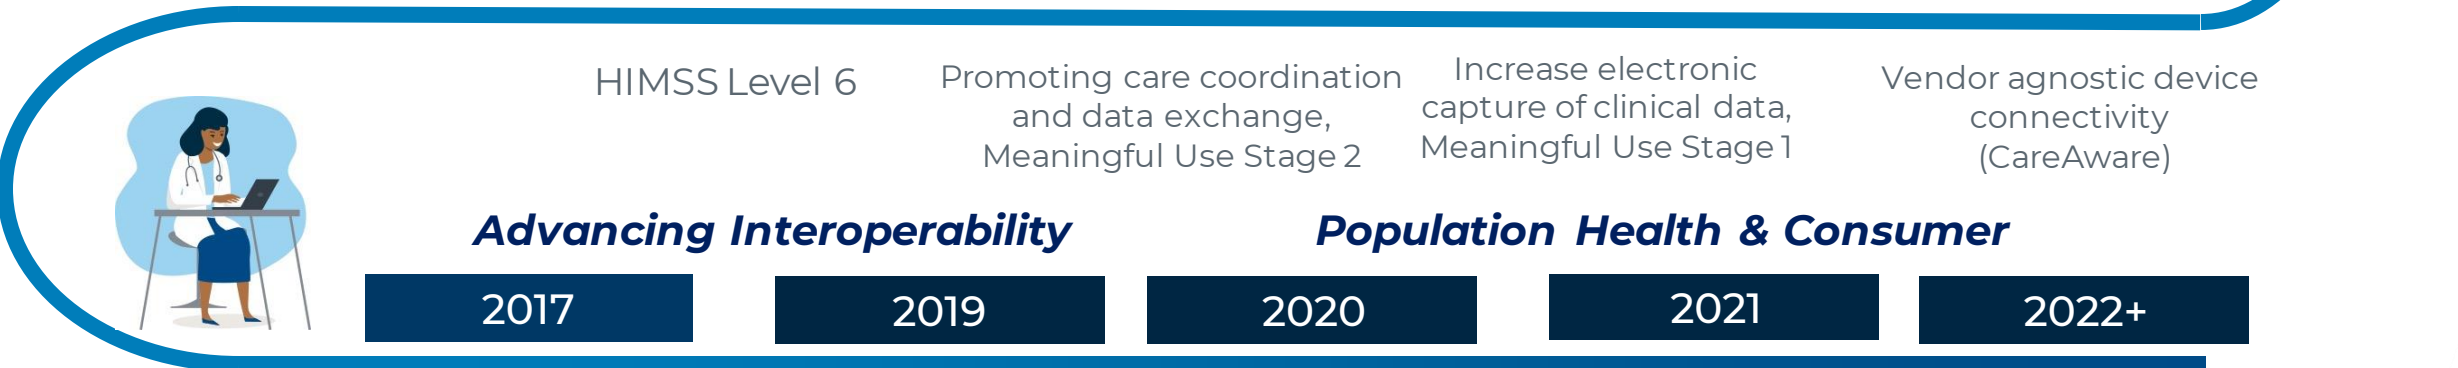 HIMSS Level 6
Promoting care coordination
and data exchange,
Meaningful Use Stage 2
Increase electronic
capture of clinical data,
Meaningful Use Stage 1
Vendor agnostic device
connectivity
(CareAware)
Advancing Interoperability
Population Health & Consumer
2017
2019
2020
2021
2022+